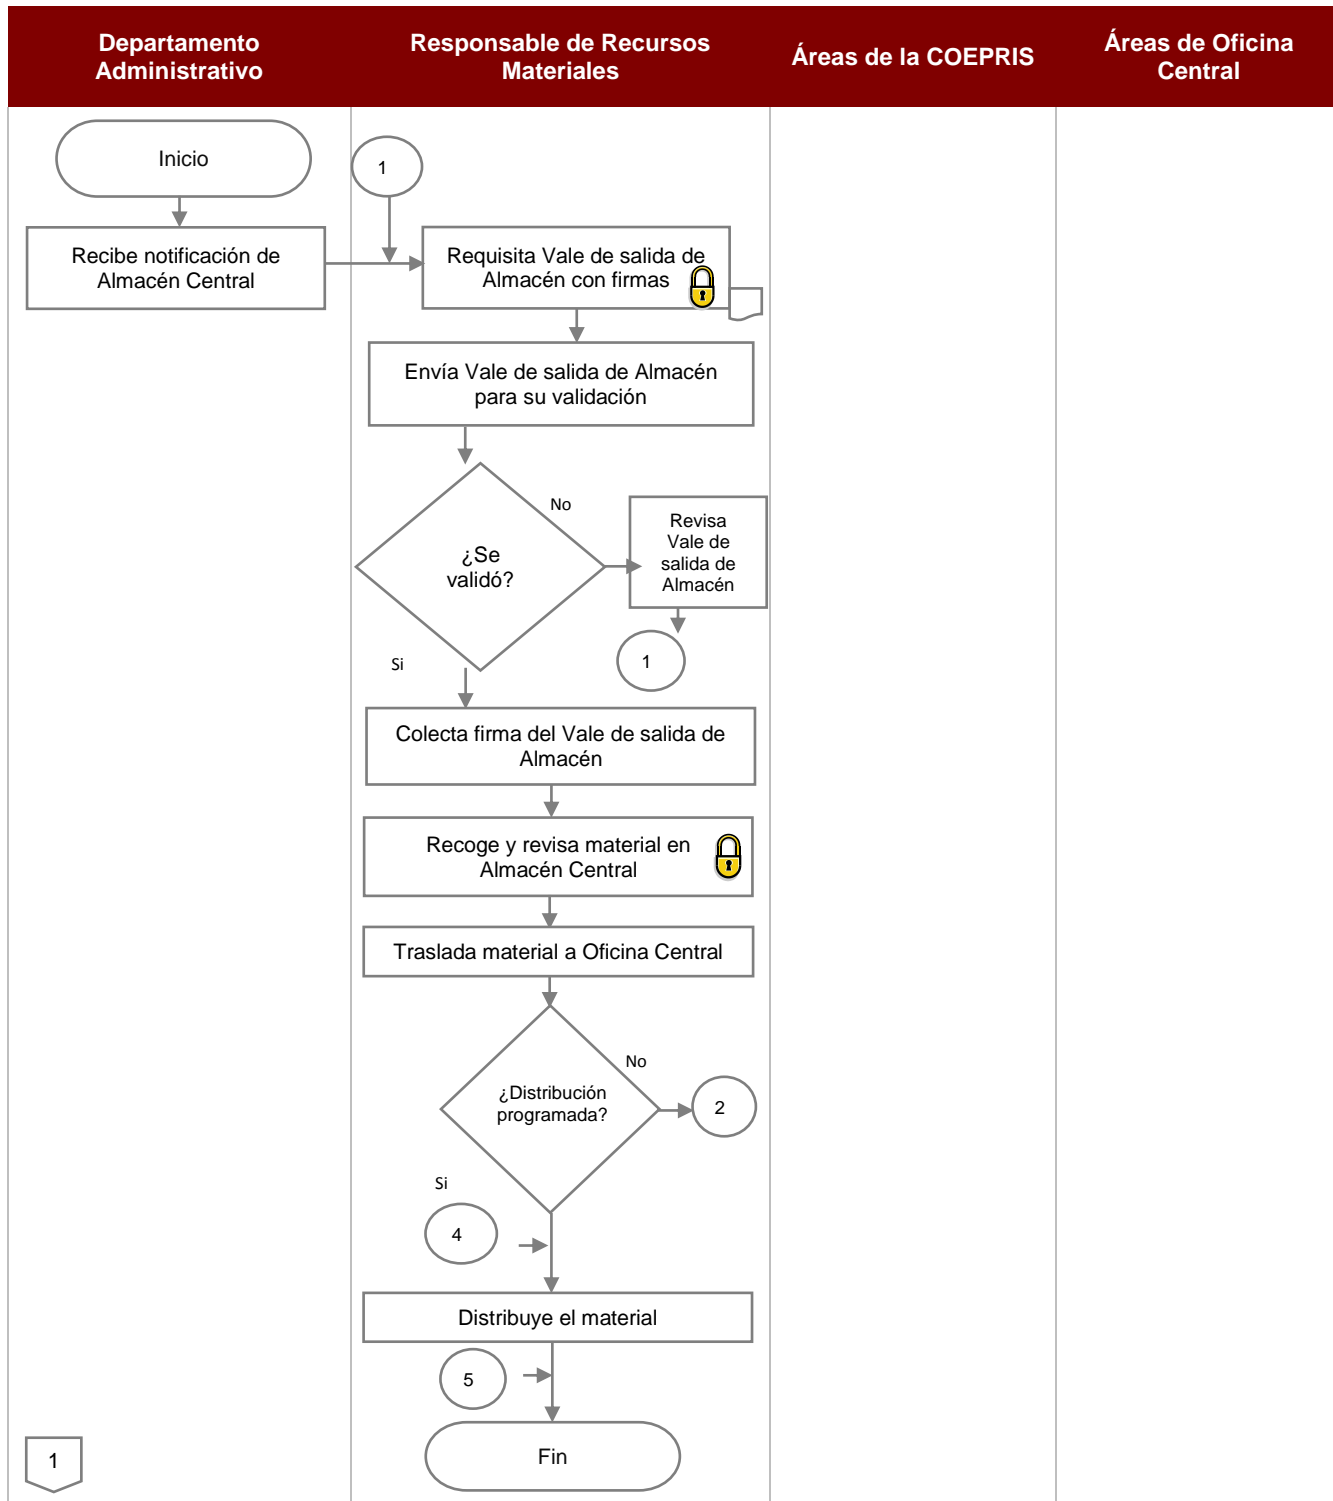 Departamento
Administrativo
Responsable de Recursos
Materiales
Áreas de la COEPRIS
Áreas de Oficina
Central
Inicio
1
Recibe notificación de
Almacén Central
Requisita Vale de salida de
Almacén con firmas
Envía Vale de salida de Almacén
para su validación
No
¿Se
validó?
Revisa
Vale de
salida de
Almacén
Si
1
Colecta firma del Vale de salida de
Almacén
Recoge y revisa material en
Almacén Central
Traslada material a Oficina Central
No
¿Distribución
programada?
2
Si
4
Distribuye el material
5
Fin
1